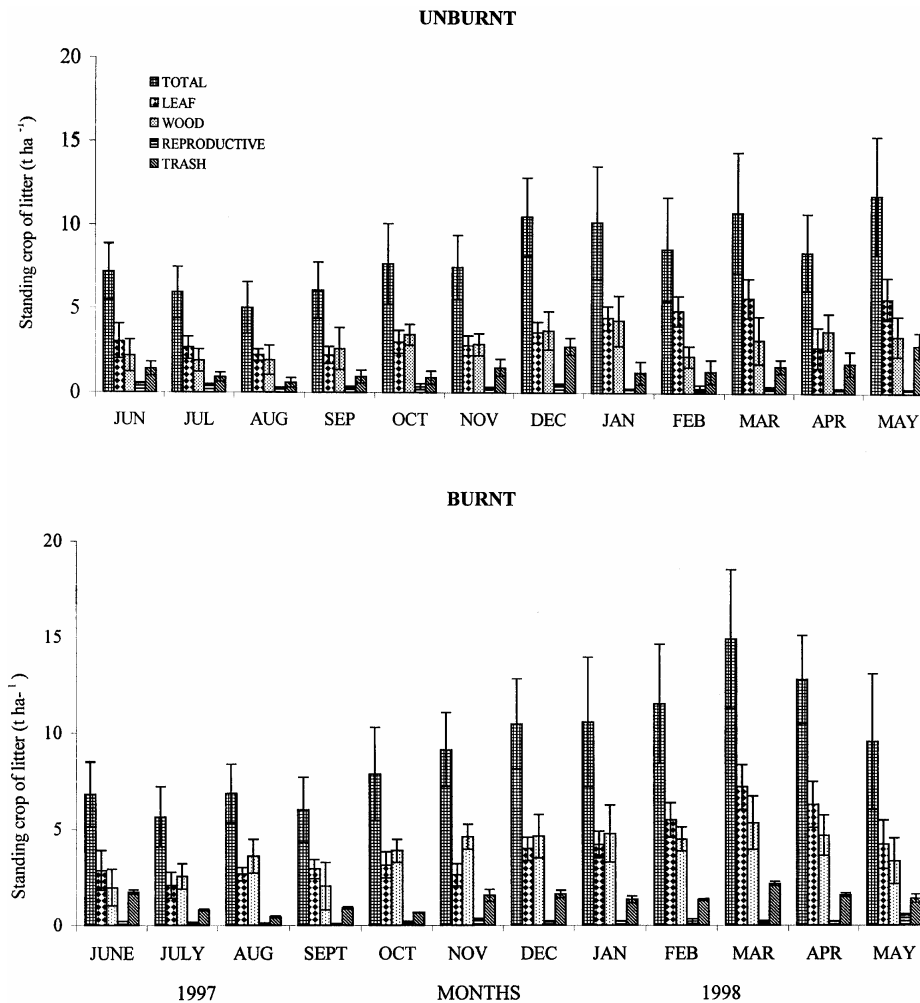 UNBURNT
20
15
10
5
0
Standing crop of litter (t ha -1)
TOTAL
LEAF
WOOD
REPRODUCTIVE
TRASH
JUN JUL AUG SEP OCT NOV DEC JAN FEB MAR APR MAY
BURNT
20
15
10
5
0
Standing crop of litter (t ha- 1)
JUNE JULY AUG SEPT OCT NOV DEC JAN FEB MAR APR MAY
1997 MONTHS 1998